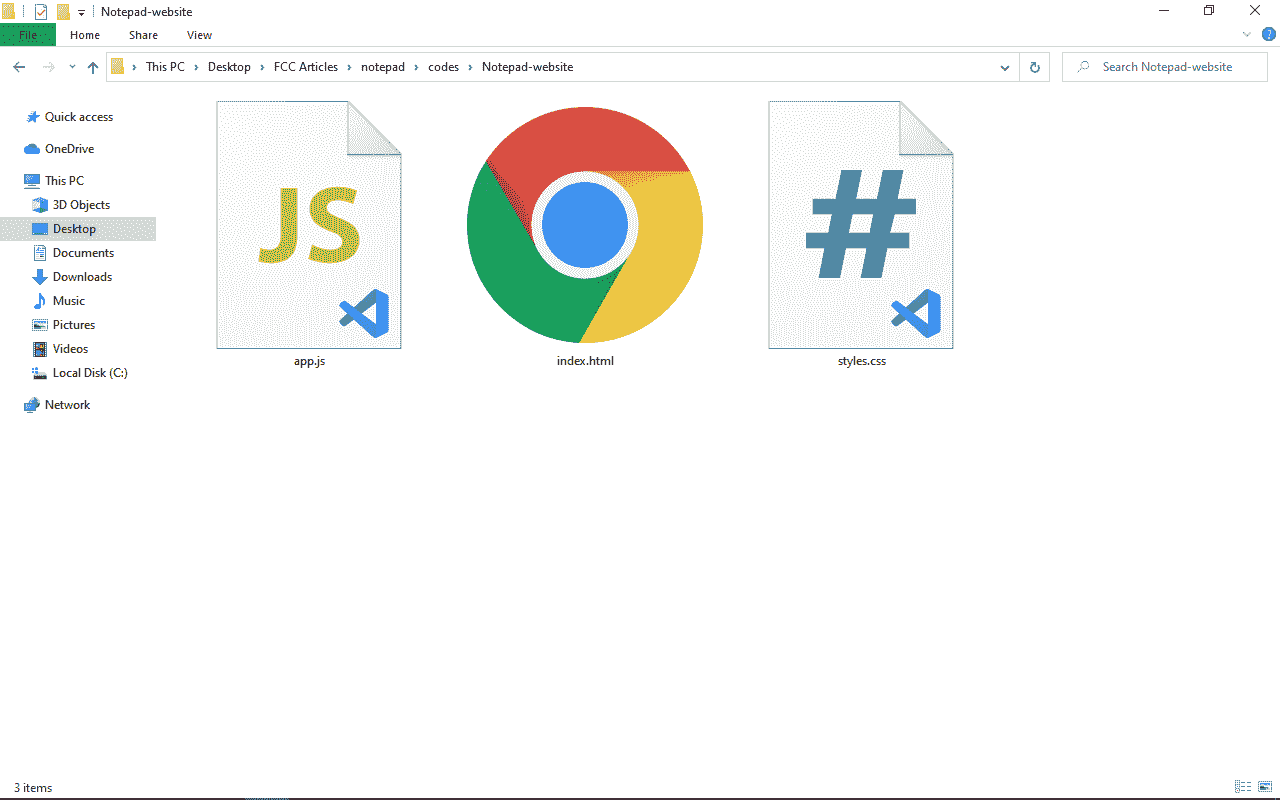 Notepad-website
File Home Share View
This PC Desktop FCC Articles notepad codes Notepad-website Search Notepad-website
Quick access
OneDrive
This PC
3D Objects
Desktop
Documents
Downloads
Music
Pictures
Videos
Local Disk (C:)
Network
JS #
app.js index.html styles.css
3 items